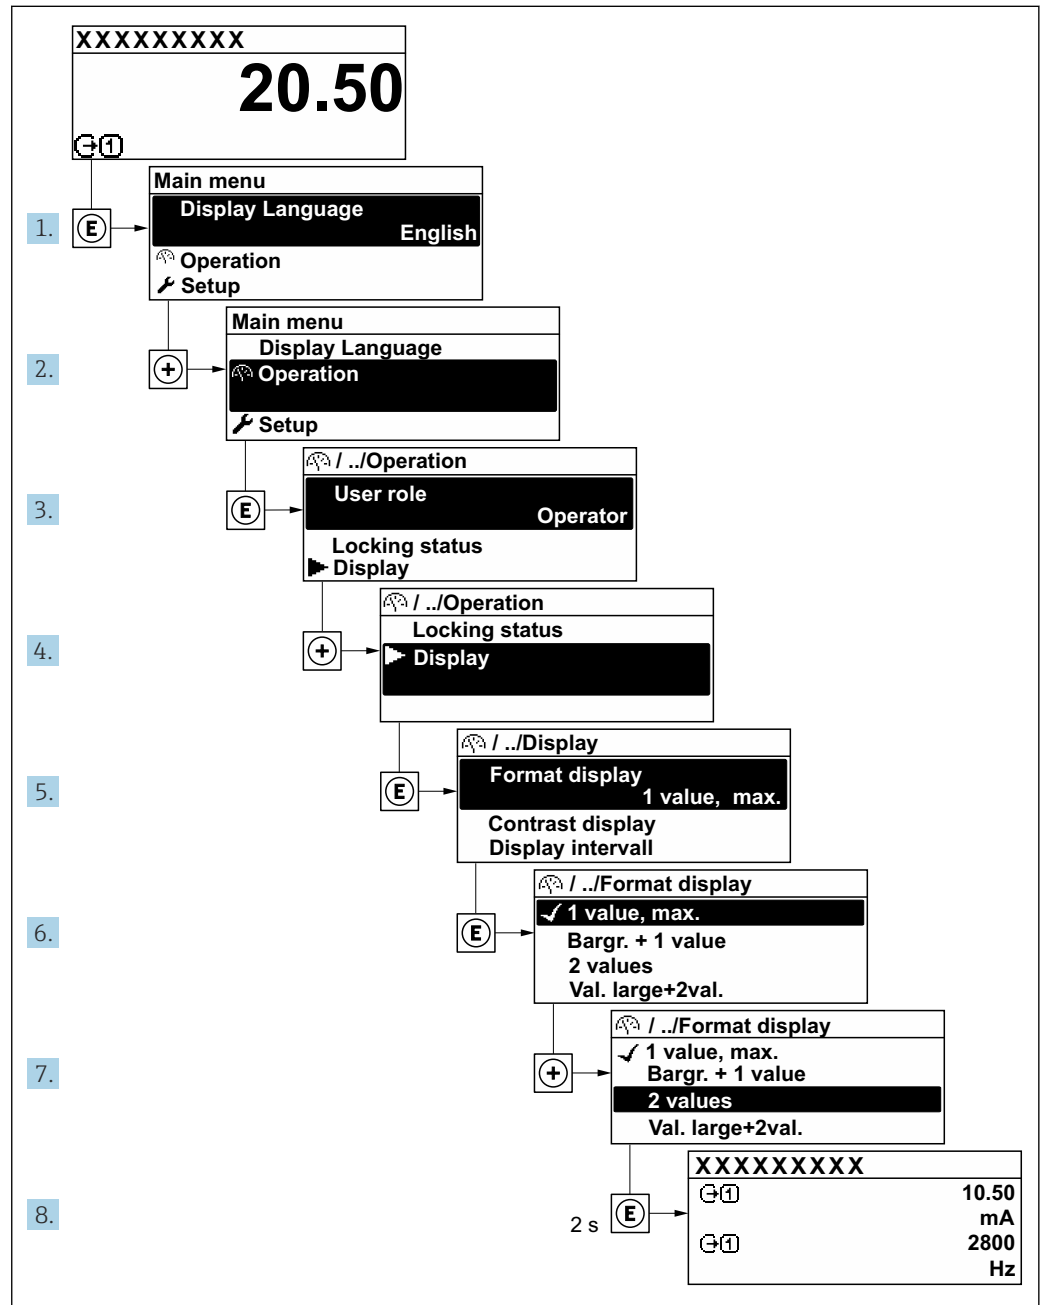 XXXXXXXXX
20.50
1
Main menu
Display Language
English
1.
E
Operation
Setup
Main menu
Display Language
2.
+
Operation
Setup
/ ../Operation
User role
3.
E
Operator
Locking status
Display
/ ../Operation
Locking status
4.
+
Display
/ ../Display
Format display
5.
E
1 value, max.
Contrast display
Display intervall
/ ../Format display
1 value, max.
6.
E
Bargr. + 1 value
2 values
Val. large+2val.
/ ../Format display
1 value, max.
7.
+
Bargr. + 1 value
2 values
Val. large+2val.
XXXXXXXXX
1 10.50
8.
2 s
E
mA
1 2800
Hz